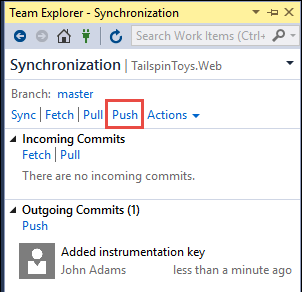 Team Explorer - Synchronization
Search Work Items (Ctrl+
Synchronization | TailspinToys.Web
Branch: master
Sync | Fetch | Pull | Push | Actions
Incoming Commits
Fetch | Pull
There are no incoming commits.
Outgoing Commits (1)
Push
Added instrumentation key
John Adams less than a minute ago